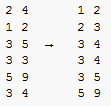 2 4   1 2
1 2   2 3
3 5 → 3 4
3 3   3 4
5 9   3 5
3 4   5 9